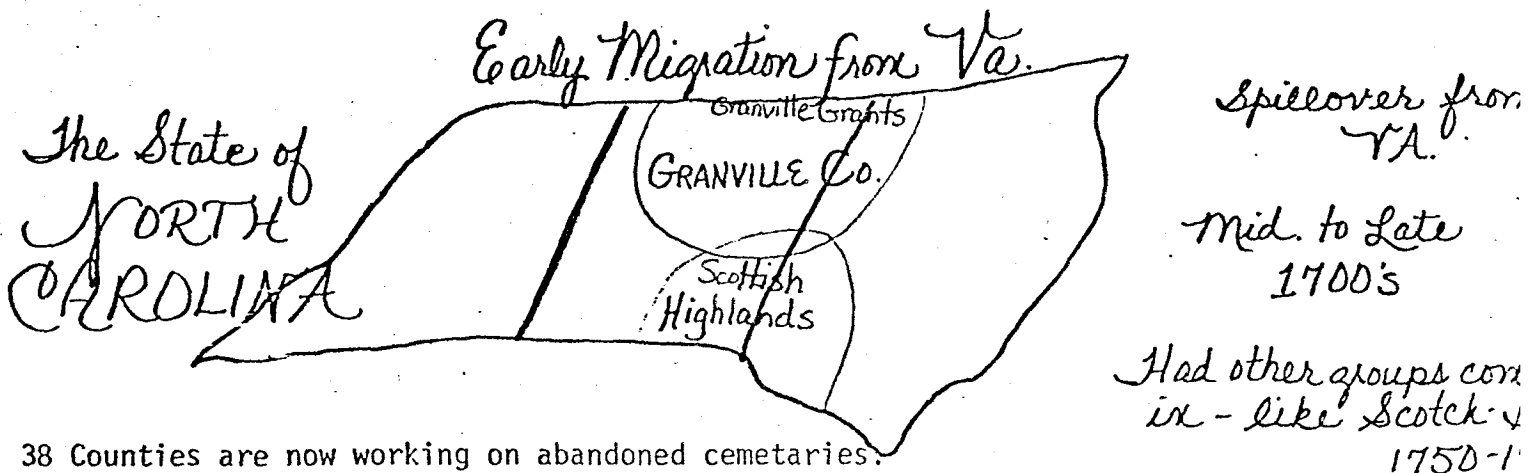 Early Migration from Va.
The State of
NORTH
CAROLINA
Granville Grants
GRANVILLE CO.
Scottish
Highlands
Spillover from
VA.
Mid. to Late
1700's
Had other groups
in - like Scotch-
1750-
38 Counties are now working on abandoned cemetaries.